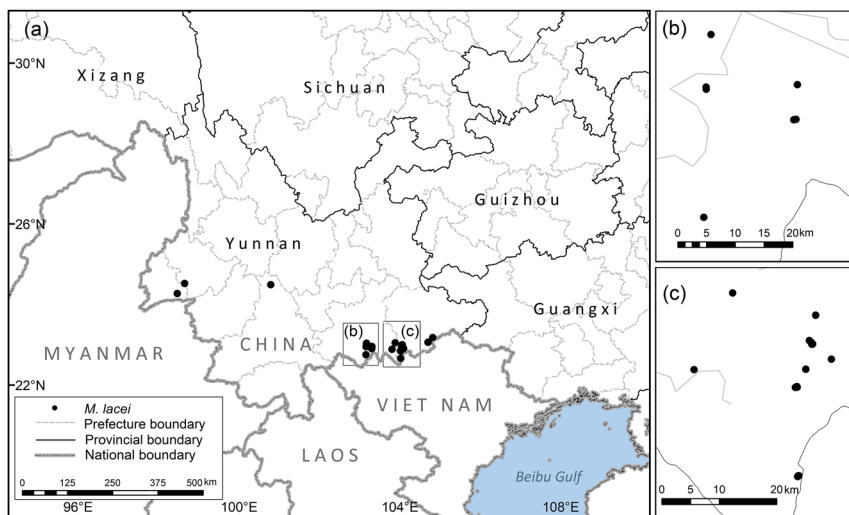 (a)
30°N
Xizang
Sichuan
Guizhou
26°N
Yunnan
Guangxi
(b)
(c)
MYANMAR
CHINA
22°N
VIET NAM
M. lacei
Prefecture boundary
Provincial boundary
National boundary
LAOS
0 125 250 375 500 km
Beibu Gulf
96°E 100°E 104°E 108°E
(b)
0 5 10 15 20 km
(c)
0 5 10 20 km